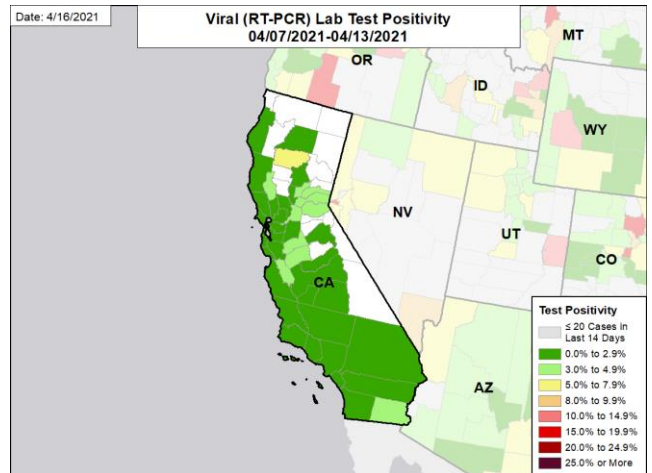 Date: 4/16/2021
Viral (RT-PCR) Lab Test Positivity
04/07/2021-04/13/2021
MT
OR
ID
WY
NV
UT
CO
CA
AZ
Test Positivity
≤ 20 Cases in
Last 14 Days
0.0% to 2.9%
3.0% to 4.9%
5.0% to 7.9%
8.0% to 9.9%
10.0% to 14.9%
15.0% to 19.9%
20.0% to 24.9%
25.0% or More